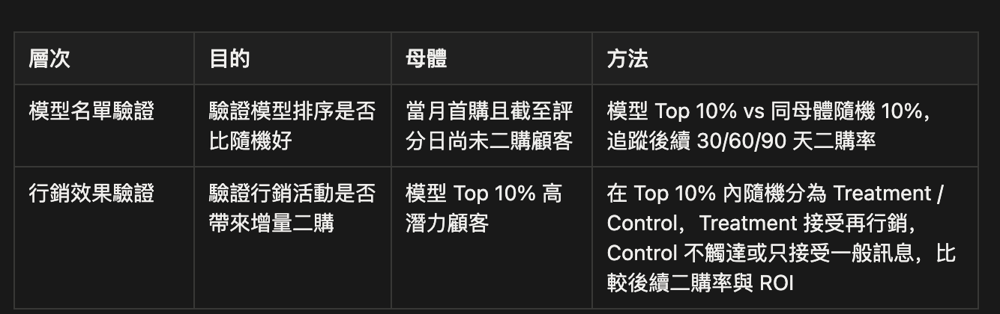 層次
目的
母體
方法
模型名單驗證
驗證模型排序是否
比隨機好
當月首購且截至評
分日尚未二購顧客
模型 Top 10% vs 同母體隨機 10%，
追蹤後續 30/60/90 天二購率
行銷效果驗證
驗證行銷活動是否
帶來增量二購
模型 Top 10% 高
潛力顧客
在 Top 10% 內隨機分為 Treatment /
Control，Treatment 接受再行銷，
Control 不觸達或只接受一般訊息，比
較後續二購率與 ROI